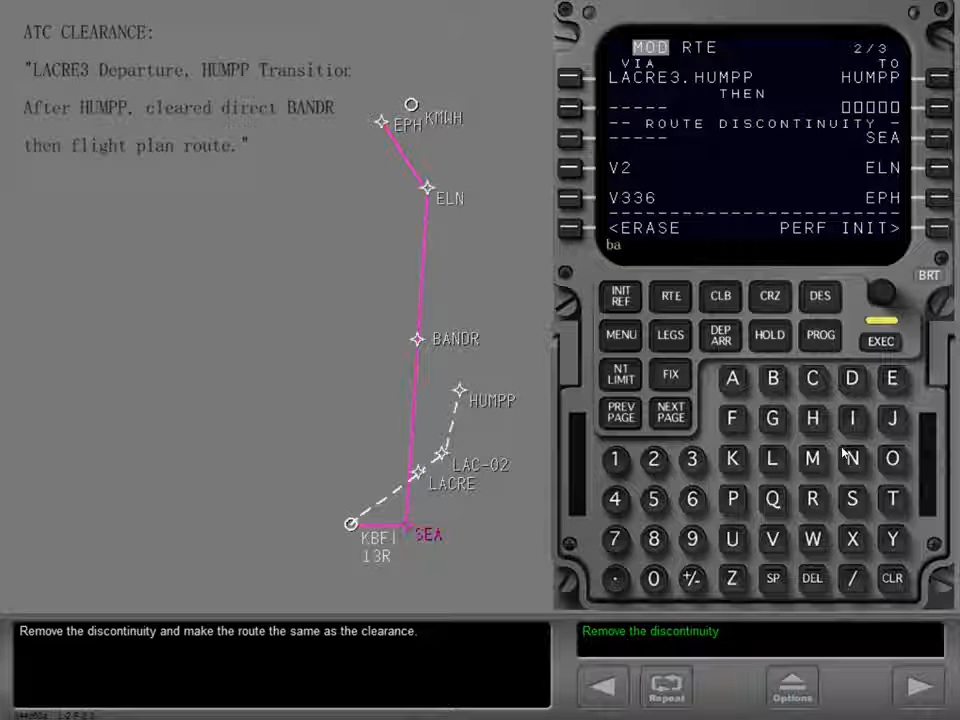 ATC CLEARANCE:
"LACRE3 Departure, HUMPP Transition
After HUMPP, cleared direct BANDR
then flight plan route."
KMWH
EPH
ELN
BANDR
HUMPP
LAC-02
LACRE
SEA
KBFI
13R
MOD RTE 2/3
VIA TO
LACRE3.HUMPP HUMPP
THEN
----- □□□□□
-- ROUTE DISCONTINUITY --
----- SEA
V2 ELN
V336 EPH
<ERASE PERF INIT>
ba
BRT
INIT REF RTE CLB CRZ DES
MENU LEGS DEP ARR HOLD PROG EXEC
N1 LIMIT FIX
PREV PAGE NEXT PAGE
A B C D E
F G H I J
1 2 3 K L M N O
4 5 6 P Q R S T
7 8 9 U V W X Y
. 0 +/- Z SP DEL / CLR
Remove the discontinuity and make the route the same as the clearance.
Remove the discontinuity
Repeat
Options